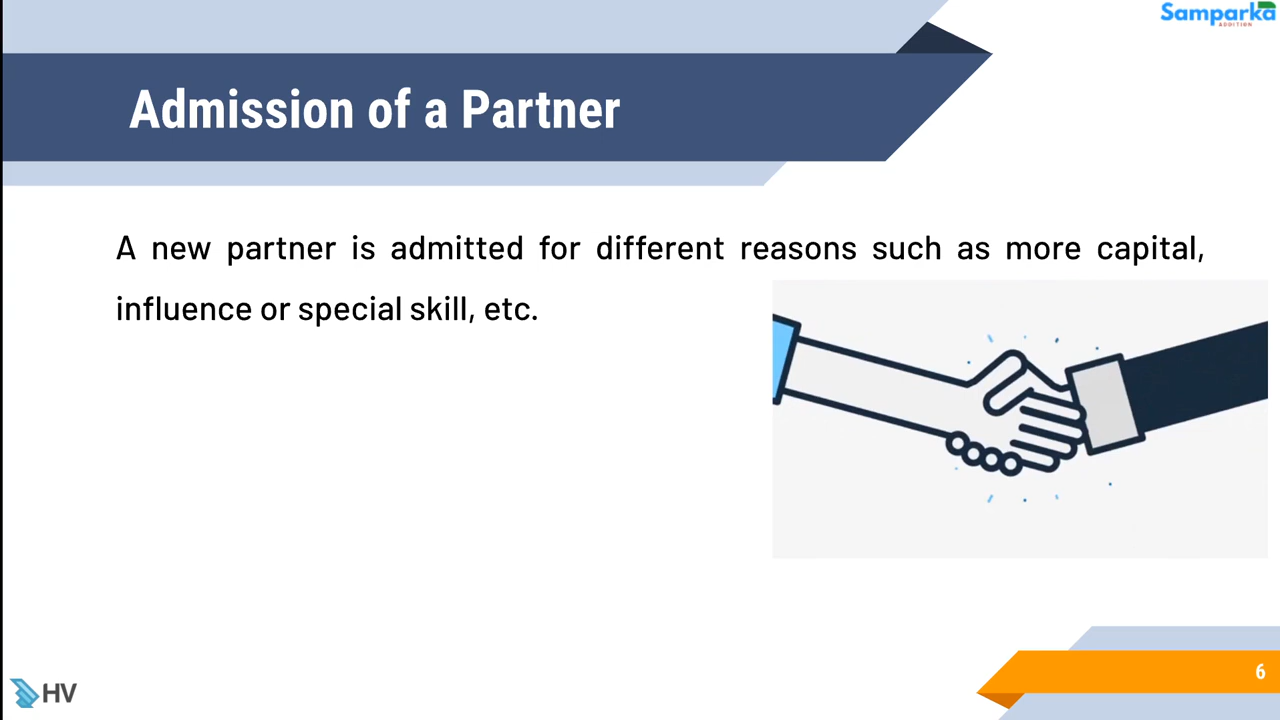 Samparka
ADDITION
Admission of a Partner
A new partner is admitted for different reasons such as more capital,
influence or special skill, etc.
6
HV